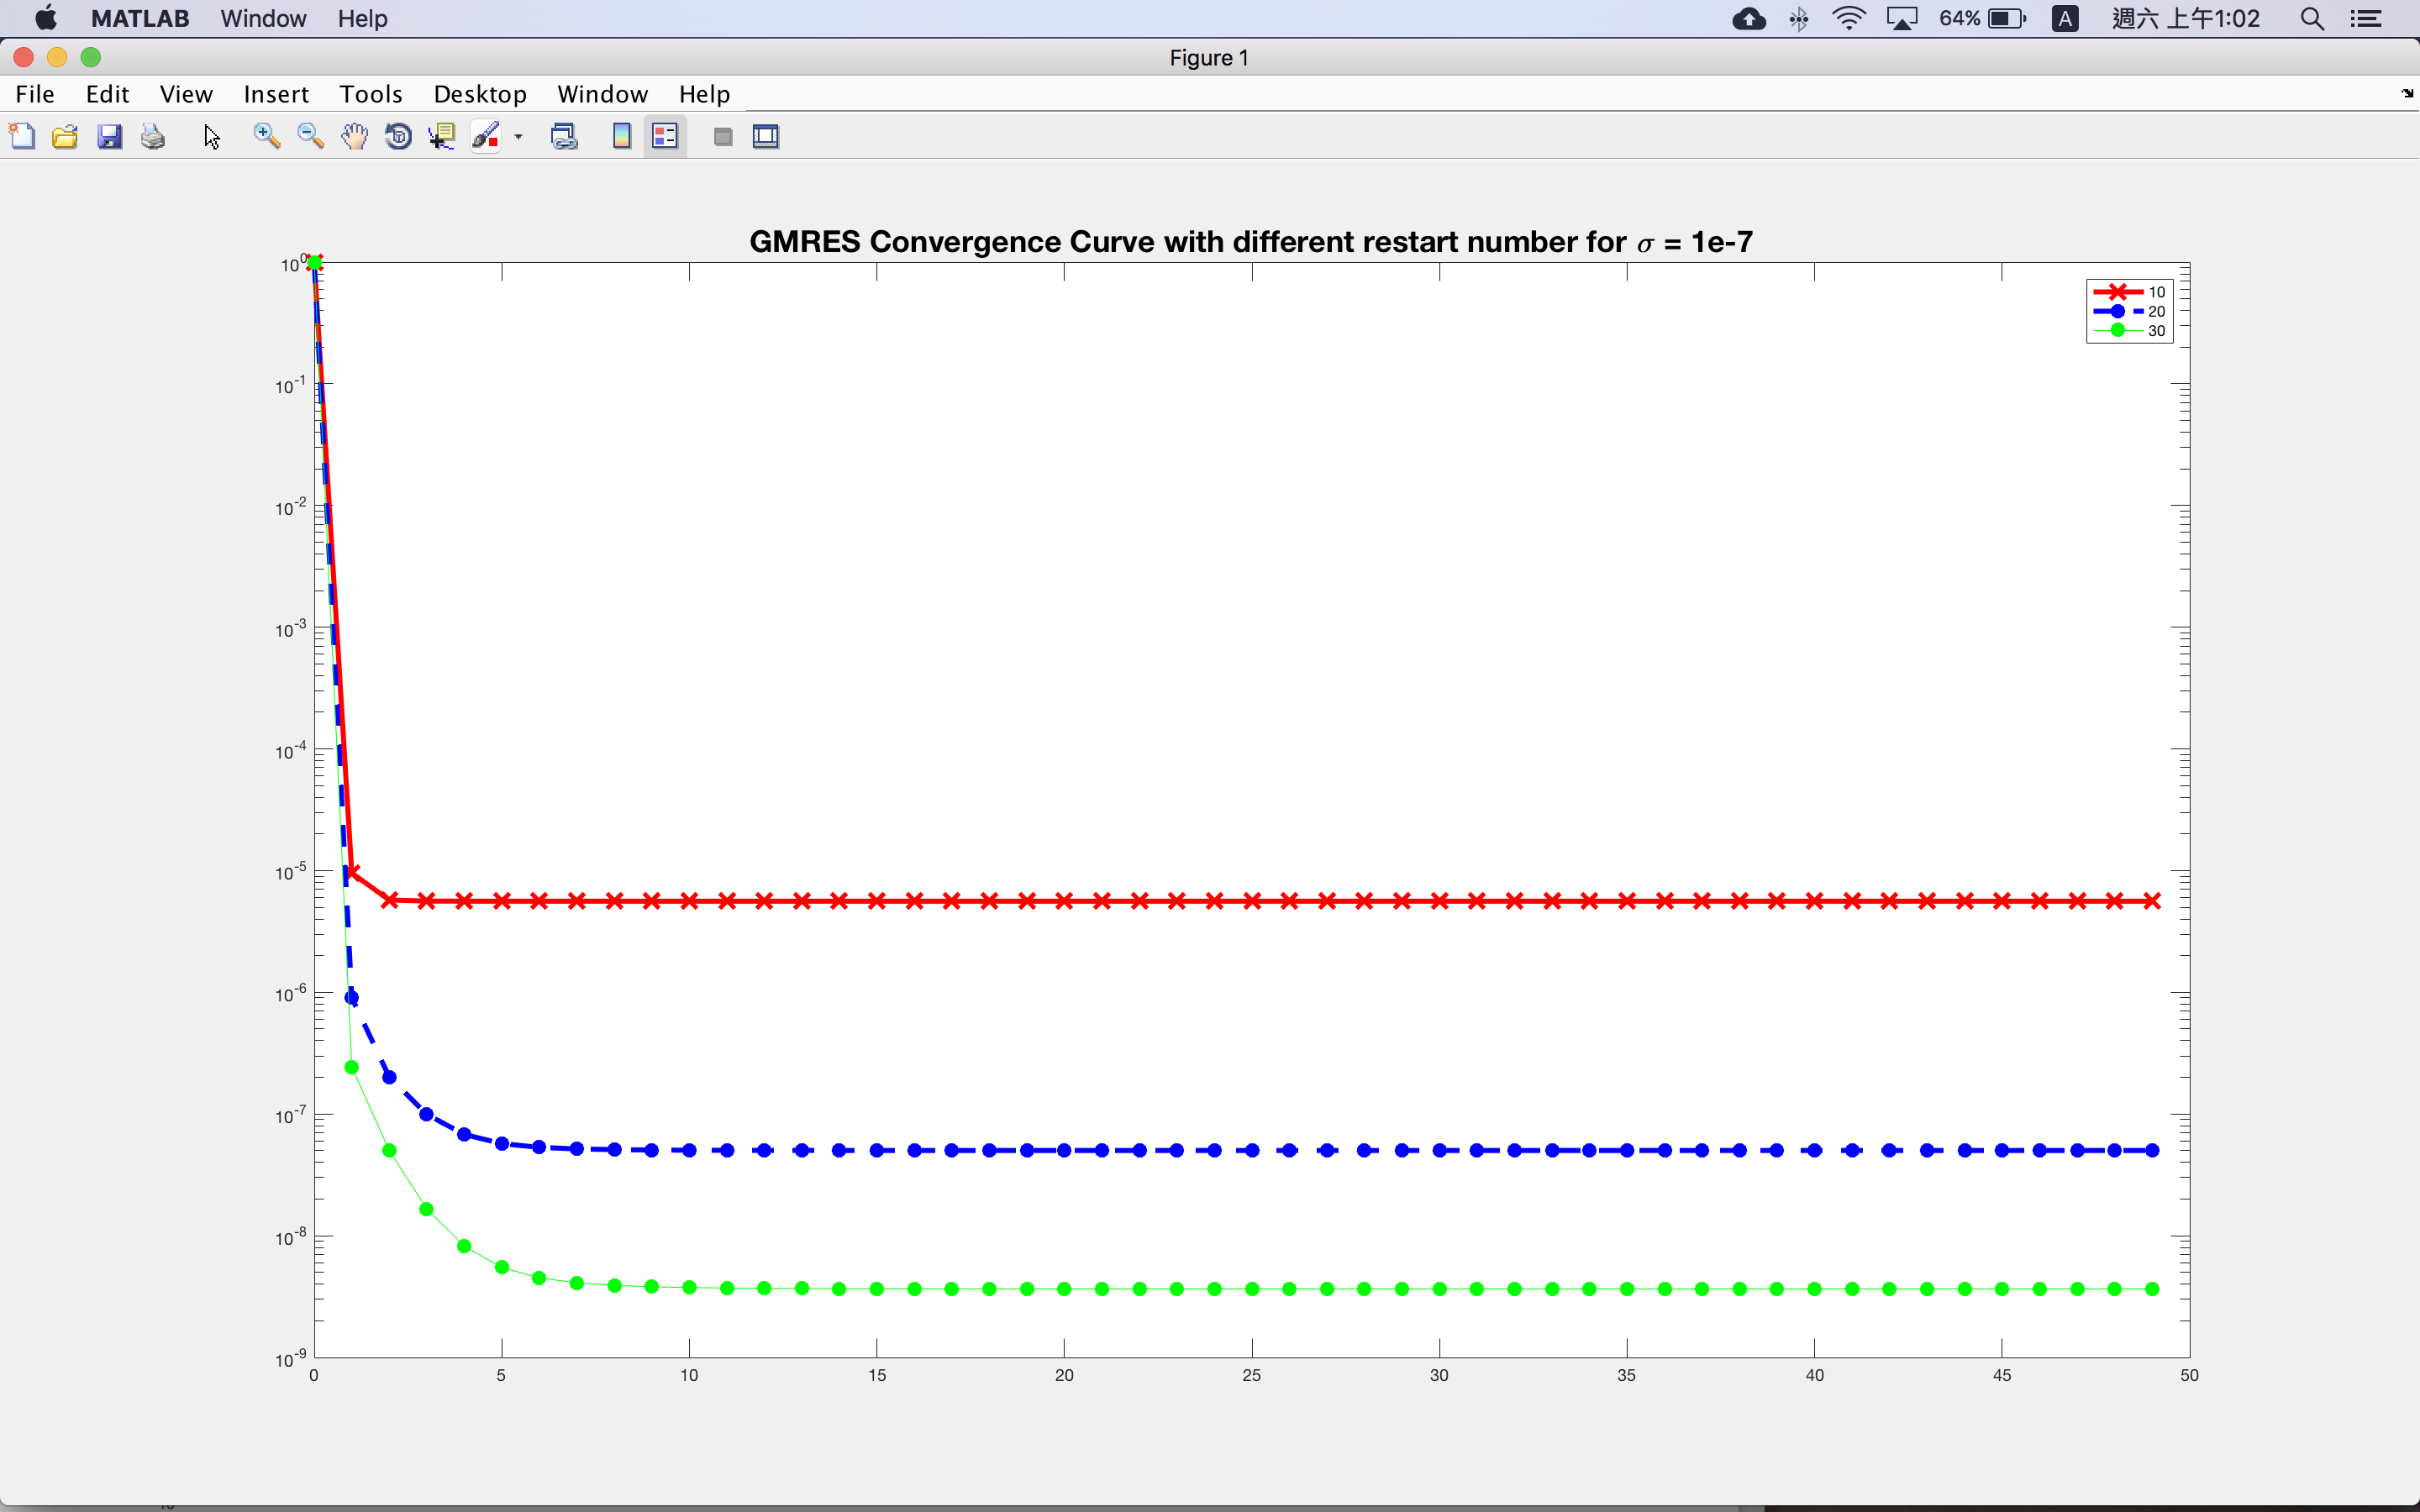 MATLAB Window Help 64% A 週六 上午1:02
Figure 1
File Edit View Insert Tools Desktop Window Help
GMRES Convergence Curve with different restart number for σ = 1e-7
10^0
10
20
30
10^-1
10^-2
10^-3
10^-4
10^-5
10^-6
10^-7
10^-8
10^-9
0 5 10 15 20 25 30 35 40 45 50